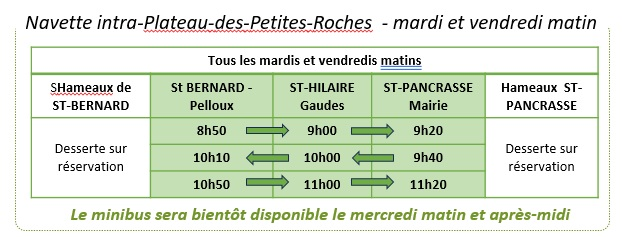 Navette intra-Plateau-des-Petites-Roches - mardi et vendredi matin
Tous les mardis et vendredis matins
SHameaux de ST-BERNARD
St BERNARD - Pelloux
ST-HILAIRE Gaudes
ST-PANCRASSE Mairie
Hameaux ST-PANCRASSE
Desserte sur réservation
8h50 9h00 9h20
10h10 10h00 9h40
10h50 11h00 11h20
Desserte sur réservation
Le minibus sera bientôt disponible le mercredi matin et après-midi